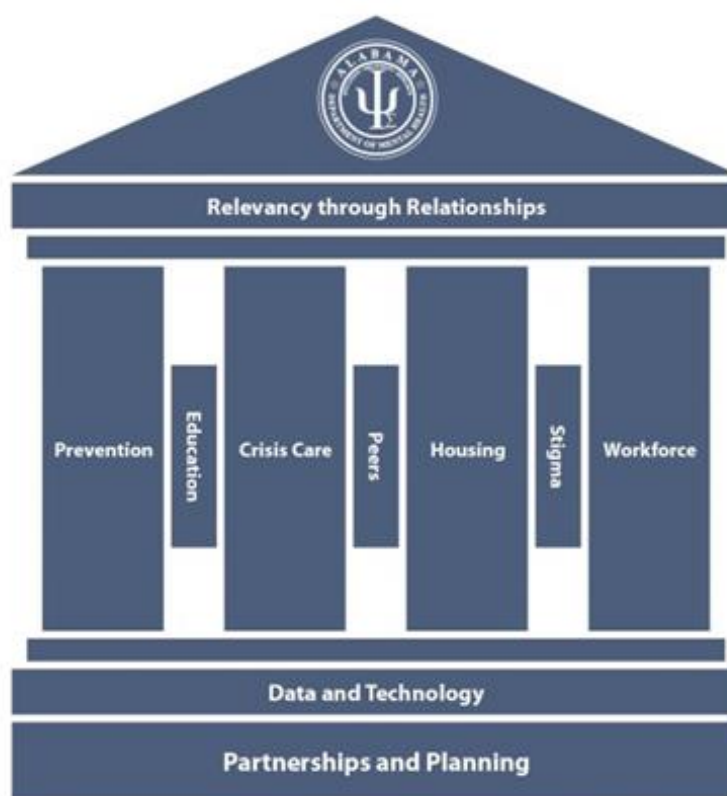 ALABAMA
DEPARTMENT OF MENTAL HEALTH
Relevancy through Relationships
Prevention
Education
Crisis Care
Peers
Housing
Stigma
Workforce
Data and Technology
Partnerships and Planning